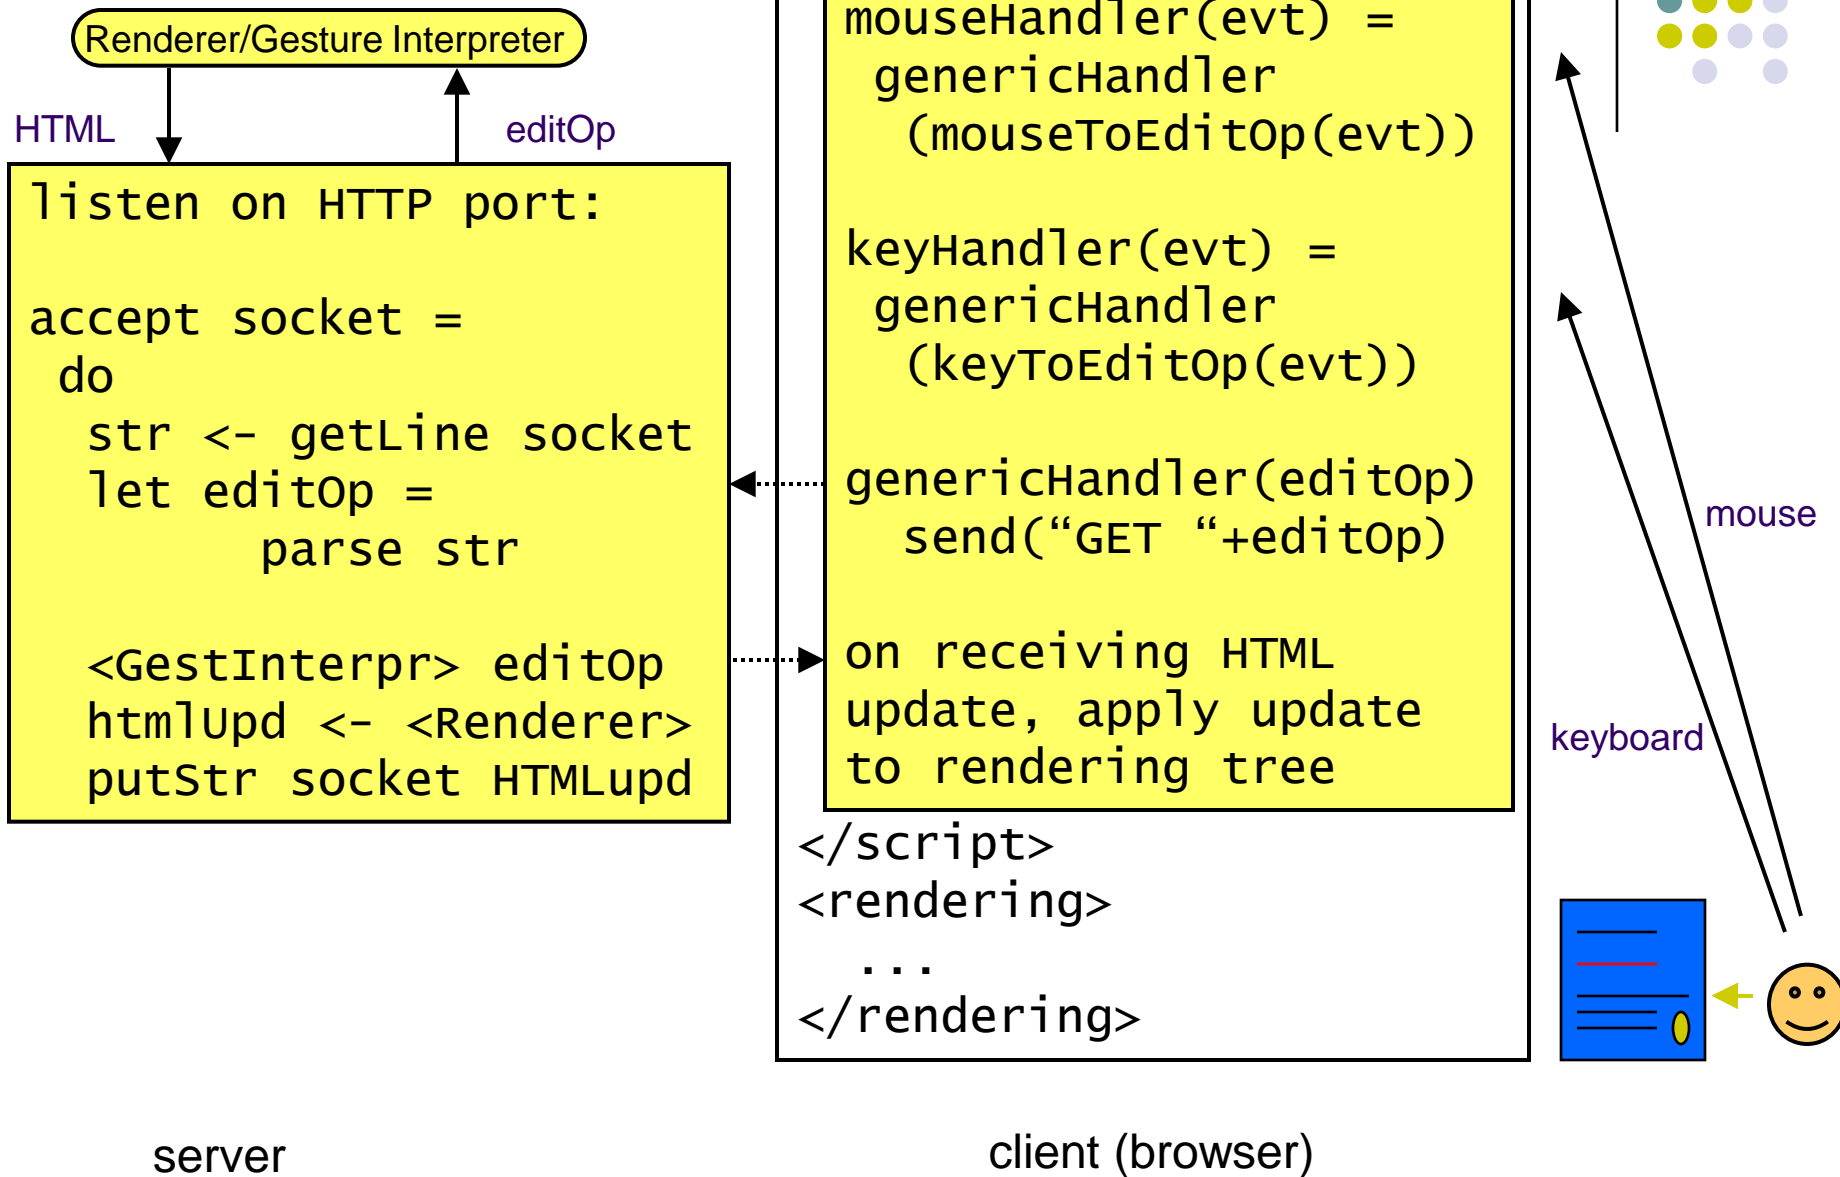 Renderer/Gesture Interpreter
HTML
editOp
listen on HTTP port:
accept socket =
do
str <- getLine socket
let editOp =
parse str
<GestInterpr> editOp
htmlUpd <- <Renderer>
putStr socket HTMLupd
server
mouseHandler(evt) =
genericHandler
(mouseToEditOp(evt))
keyHandler(evt) =
genericHandler
(keyToEditOp(evt))
genericHandler(editOp)
send(“GET “+editOp)
on receiving HTML
update, apply update
to rendering tree
</script>
<rendering>
...
</rendering>
client (browser)
mouse
keyboard